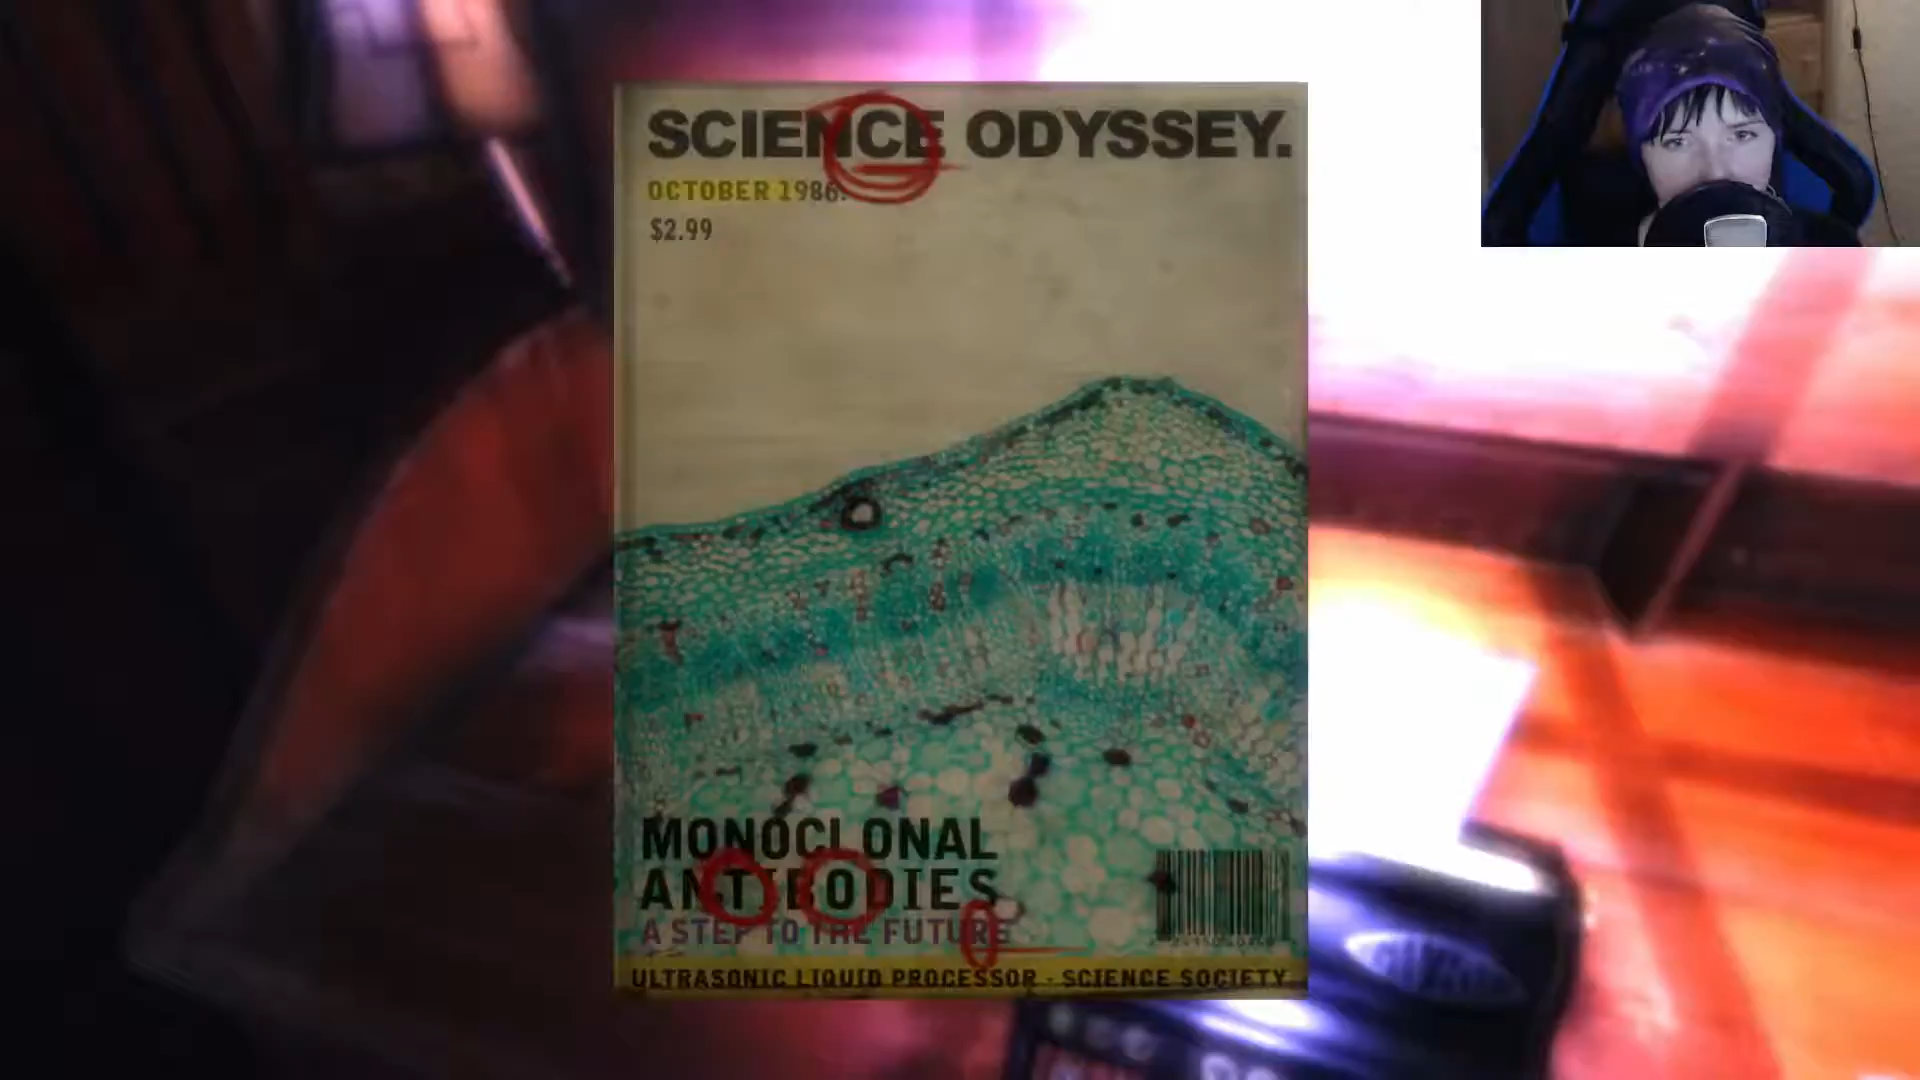 SCIENCE ODYSSEY.
OCTOBER 1986.
$2.99
MONOCLONAL
ANTIBODIES
A STEP TO THE FUTURE
ULTRASONIC LIQUID PROCESSOR - SCIENCE SOCIETY